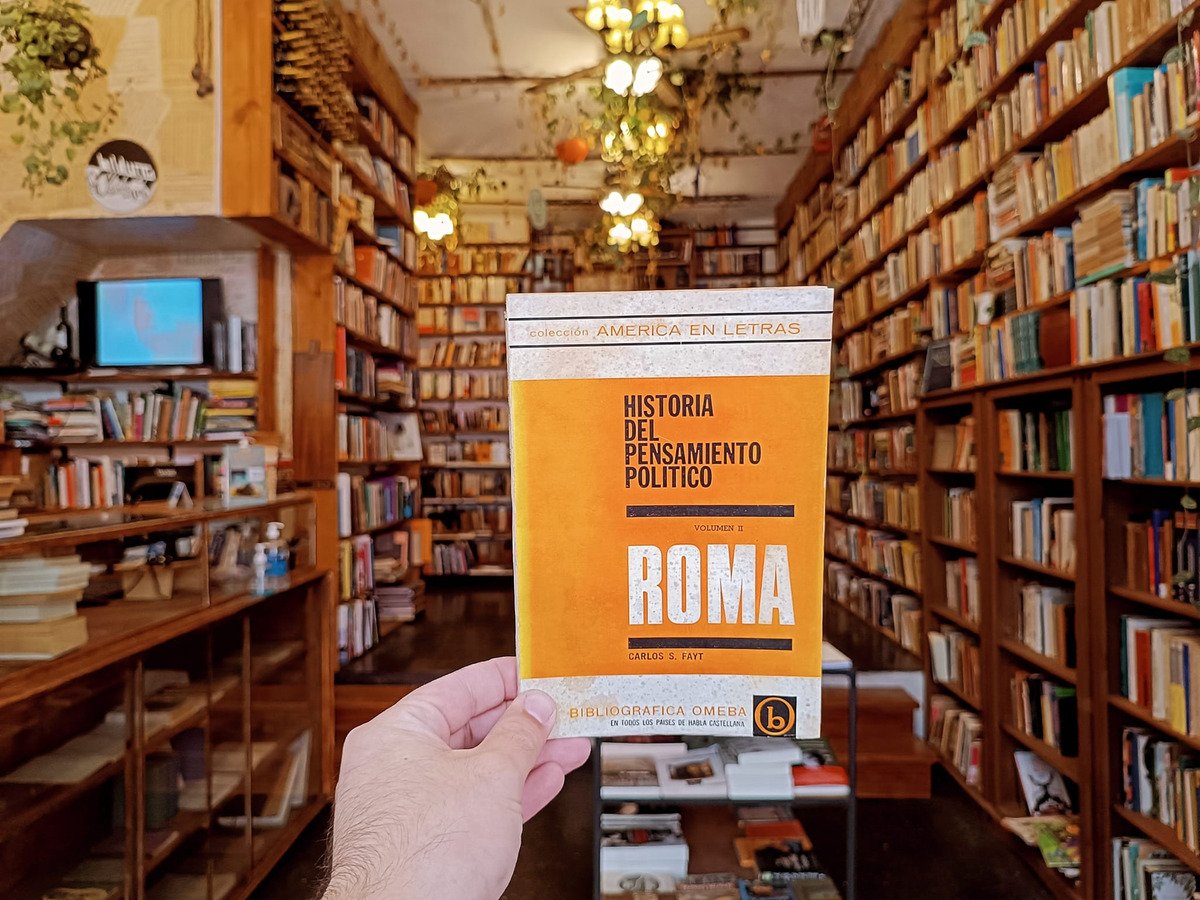 colección AMERICA EN LETRAS
HISTORIA
DEL
PENSAMIENTO
POLITICO
VOLUMEN II
ROMA
CARLOS S. FAYT
BIBLIOGRAFICA OMEBA
EN TODOS LOS PAISES DE HABLA CASTELLANA
b